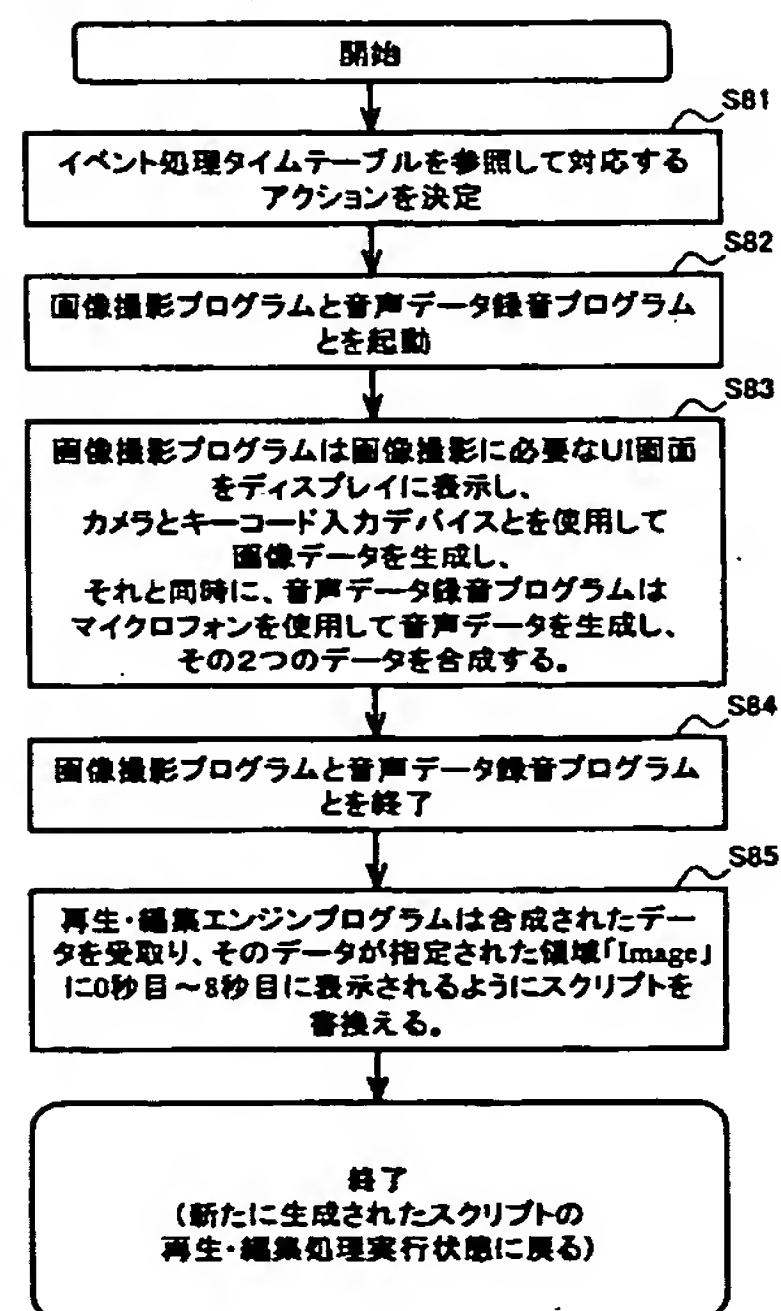 開始
S81
イベント処理タイムテーブルを参照して対応する
アクションを決定
S82
画像撮影プログラムと音声データ録音プログラム
とを起動
S83
画像撮影プログラムは画像撮影に必要なUI画面
をディスプレイに表示し、
カメラとキーコード入力デバイスとを使用して
画像データを生成し、
それと同時に、音声データ録音プログラムは
マイクロフォンを使用して音声データを生成し、
その2つのデータを合成する。
S84
画像撮影プログラムと音声データ録音プログラム
とを終了
S85
再生・編集エンジンプログラムは合成されたデー
タを受取り、そのデータが指定された領域「Image」
に0秒目~8秒目に表示されるようにスクリプトを
書換える。
終了
(新たに生成されたスクリプトの
再生・編集処理実行状態に戻る)